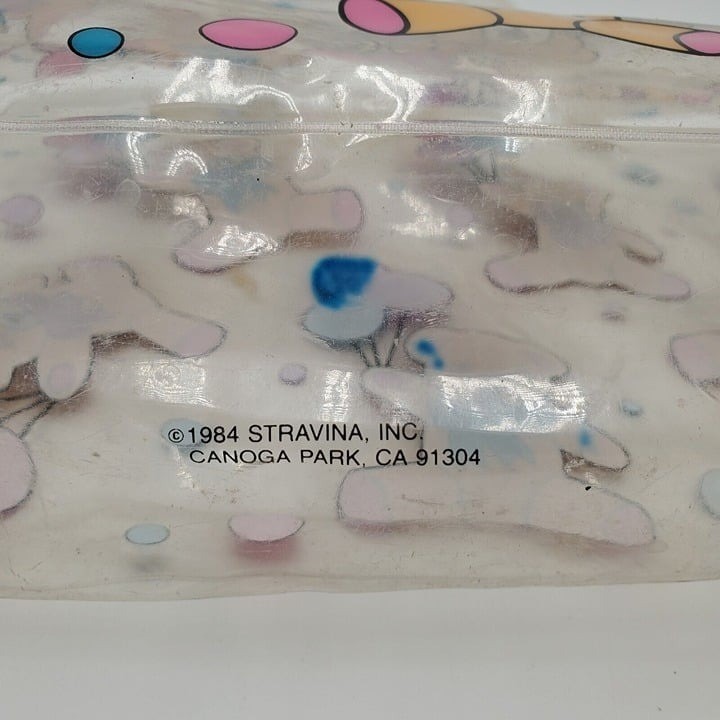 ©1984 STRAVINA, INC.
CANOGA PARK, CA 91304